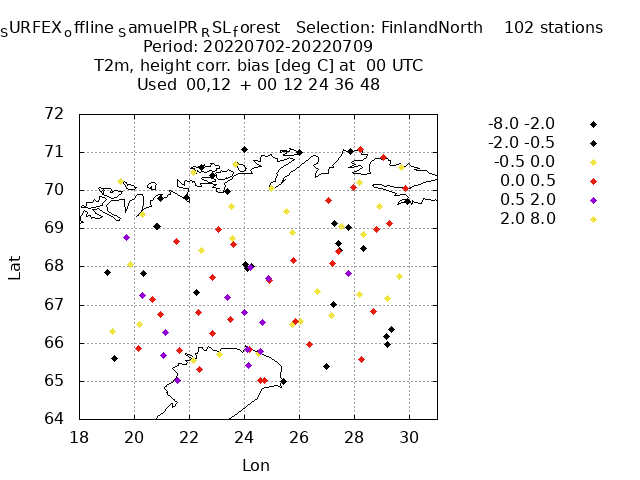 SURFEXoffline SamuelPRRSLforest Selection: FinlandNorth 102 stations
Period: 20220702-20220709
T2m, height corr. bias [deg C] at 00 UTC
Used 00,12 + 00 12 24 36 48
72
71
70
69
68
67
66
65
64
Lat
18 20 22 24 26 28 30
Lon
-8.0 -2.0
-2.0 -0.5
-0.5 0.0
0.0 0.5
0.5 2.0
2.0 8.0